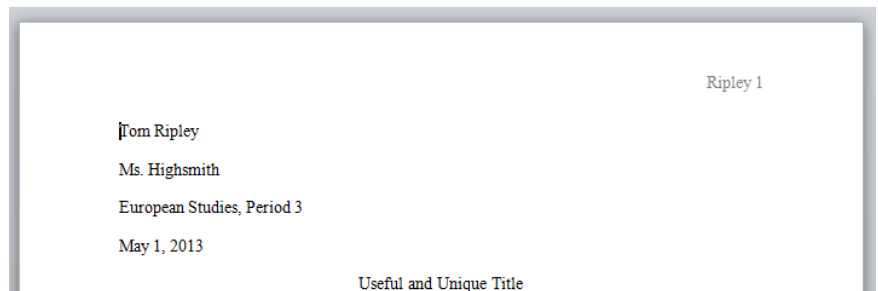 Ripley 1
Tom Ripley
Ms. Highsmith
European Studies, Period 3
May 1, 2013
Useful and Unique Title